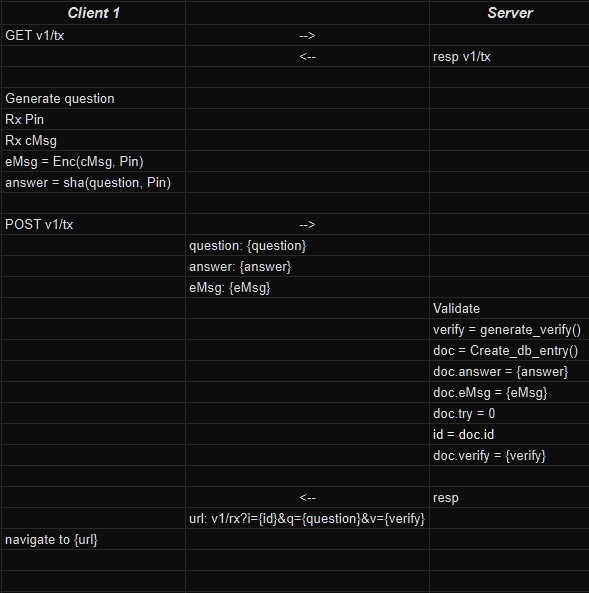 Client 1 Server
GET v1/tx -->
<-- resp v1/tx
Generate question
Rx Pin
Rx cMsg
eMsg = Enc(cMsg, Pin)
answer = sha(question, Pin)
POST v1/tx -->
question: {question}
answer: {answer}
eMsg: {eMsg}
Validate
verify = generate_verify()
doc = Create_db_entry()
doc.answer = {answer}
doc.eMsg = {eMsg}
doc.try = 0
id = doc.id
doc.verify = {verify}
<-- resp
url: v1/rx?i={id}&q={question}&v={verify}
navigate to {url}